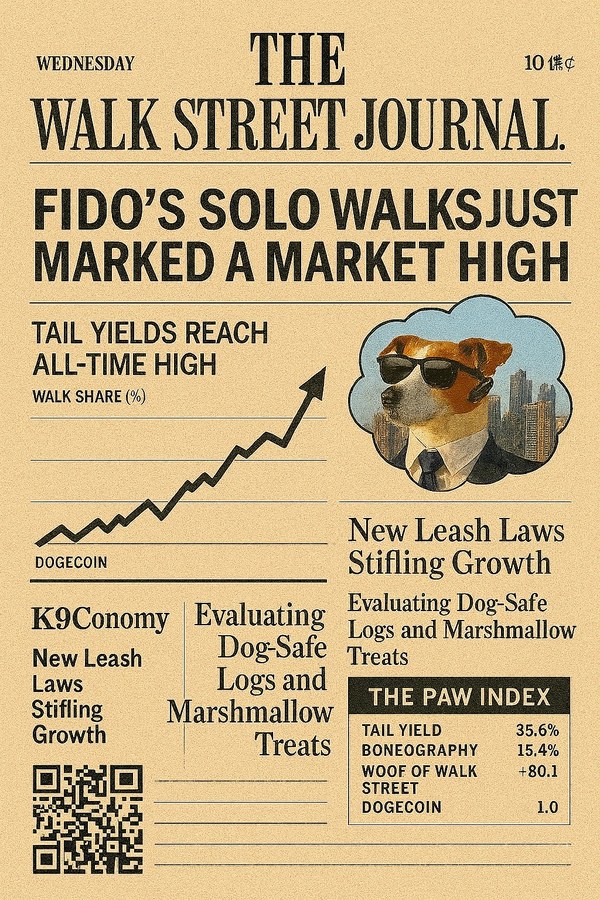 WEDNESDAY
THE
10
WALK STREET JOURNAL.
FIDO'S SOLO WALKS JUST
MARKED A MARKET HIGH
TAIL YIELDS REACH
ALL-TIME HIGH
WALK SHARE (%)
DOGECOIN
New Leash Laws
Stifling Growth
Evaluating Dog-Safe
Logs and Marshmallow
Treats
K9Conomy
New Leash
Laws
Stifling
Growth
Evaluating
Dog-Safe
Logs and
Marshmallow
Treats
THE PAW INDEX
TAIL YIELD 35.6%
BONEOGRAPHY 15.4%
WOOF OF WALK +80.1
STREET
DOGECOIN 1.0